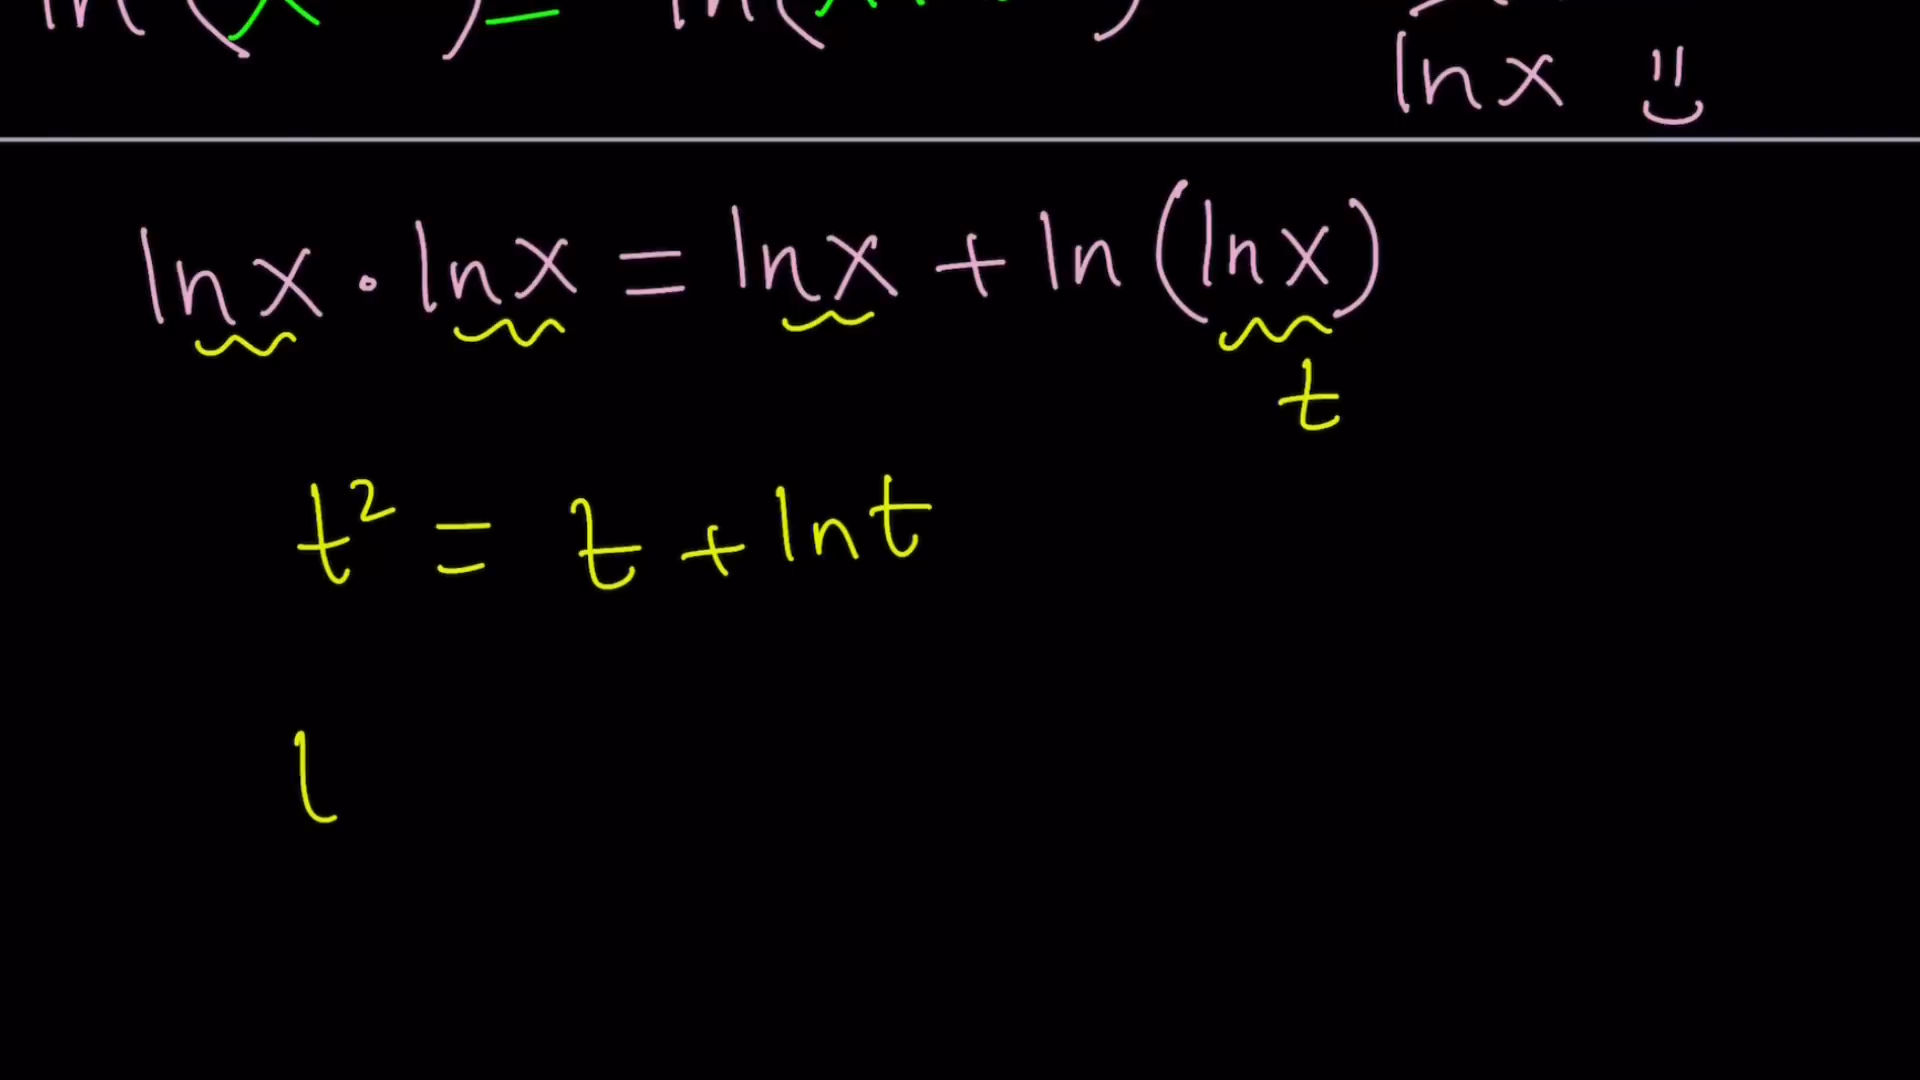 ln x
ln x · ln x = ln x + ln (ln x)
t
t² = t + ln t
l